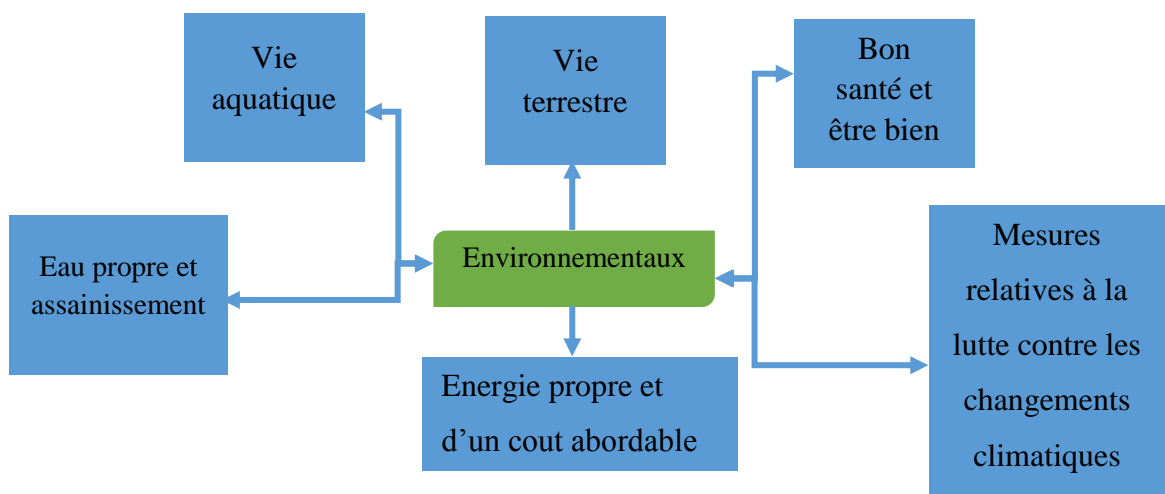 Vie
aquatique
Vie
terrestre
Bon
santé et
être bien
Eau propre et
assainissement
Environnementaux
Mesures
relatives à la
lutte contre les
changements
climatiques
Energie propre et
d’un cout abordable